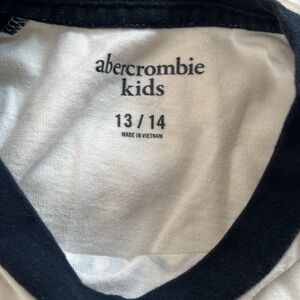 abercrombie
kids
13 / 14
MADE IN VIETNAM